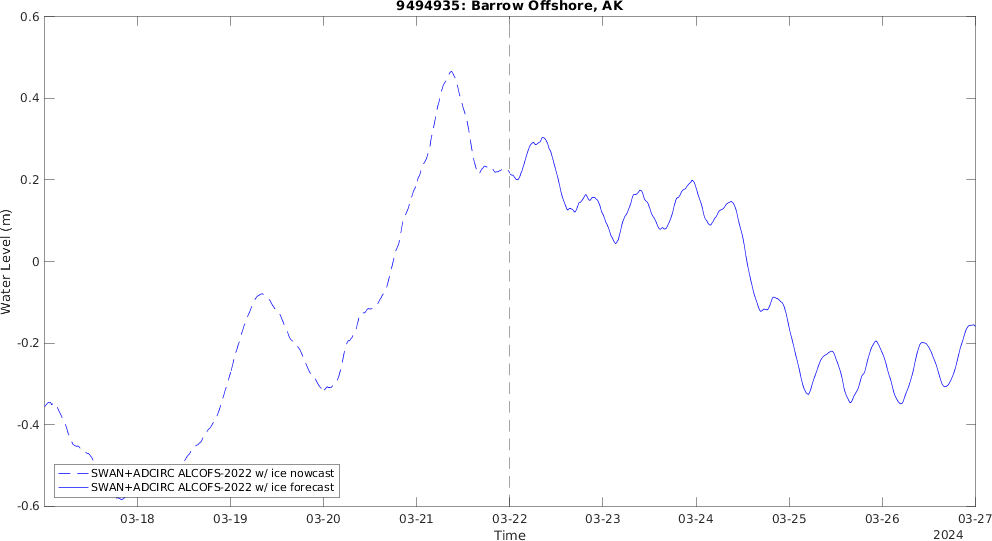 9494935: Barrow Offshore, AK
0.6
0.4
0.2
0
-0.2
-0.4
-0.6
Water Level (m)
SWAN+ADCIRC ALCOFS-2022 w/ ice nowcast
SWAN+ADCIRC ALCOFS-2022 w/ ice forecast
03-18 03-19 03-20 03-21 03-22 03-23 03-24 03-25 03-26 03-27
Time
2024